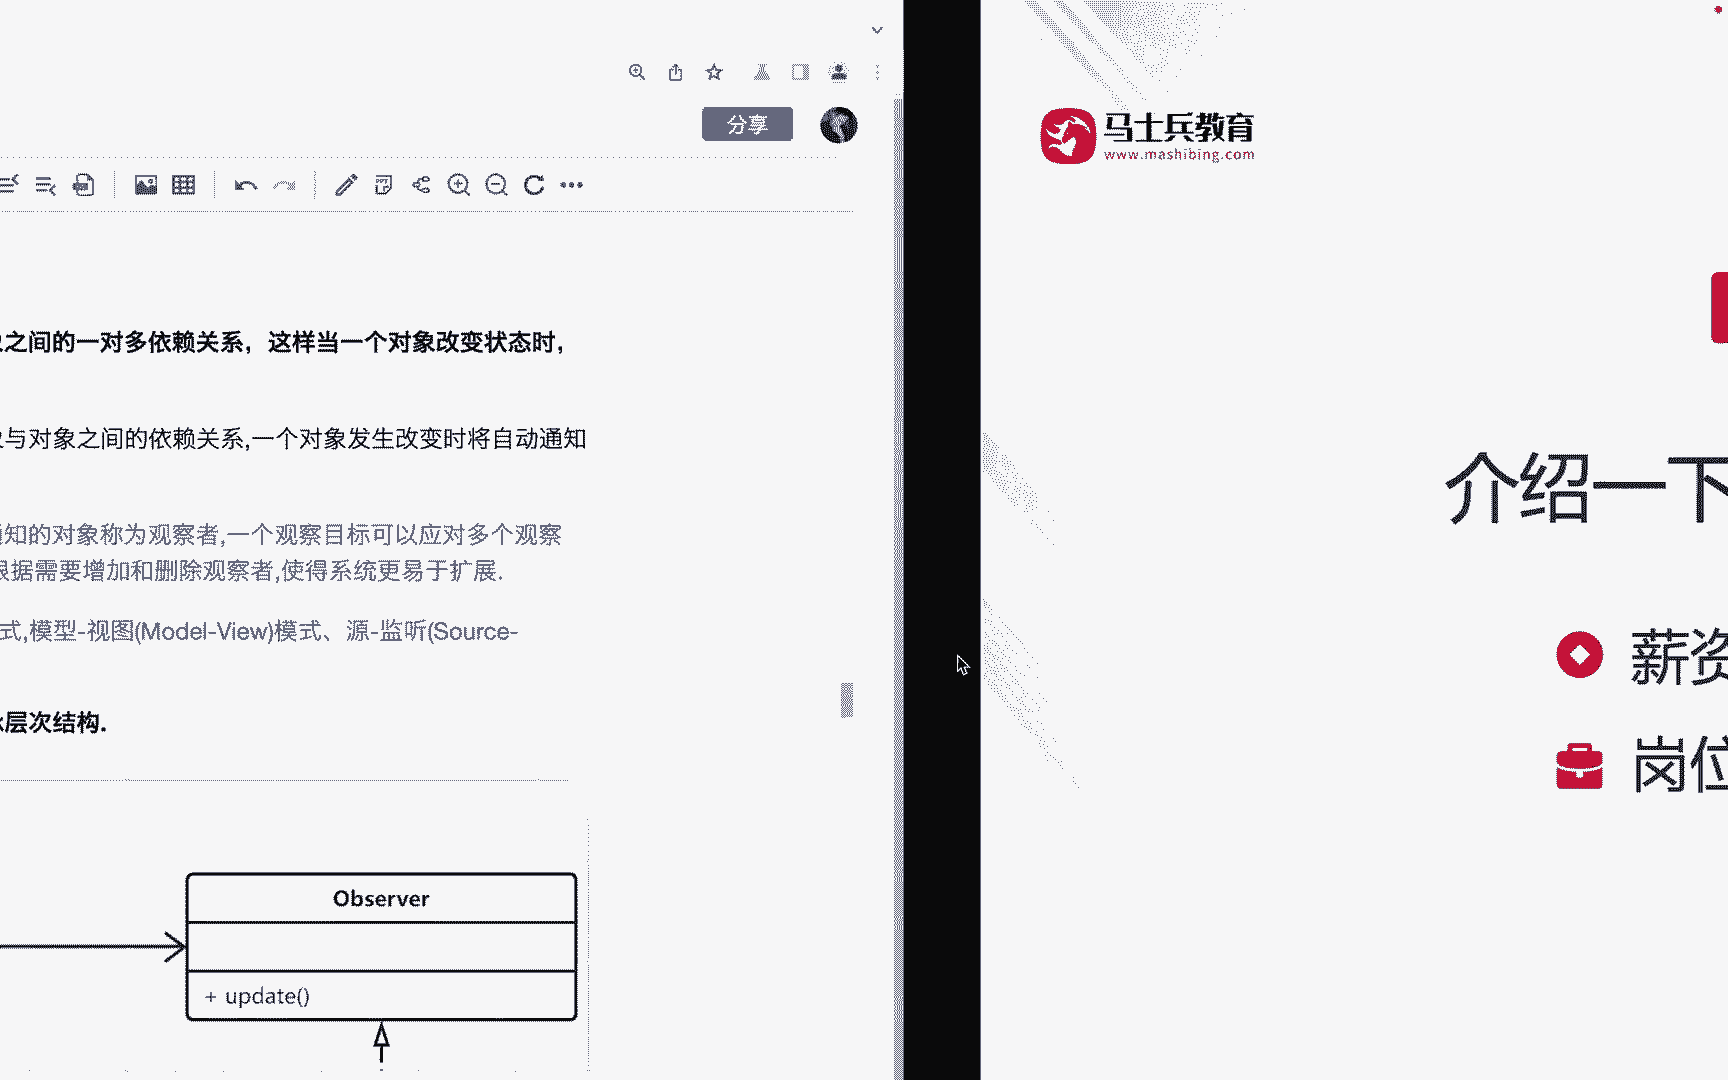 分享
之间的一对多依赖关系，这样当一个对象改变状态时，
与对象之间的依赖关系,一个对象发生改变时将自动通知
知的对象称为观察者,一个观察目标可以应对多个观察
根据需要增加和删除观察者,使得系统更易于扩展.
式,模型-视图(Model-View)模式、源-监听(Source-
层次结构.
Observer
+ update()
马士兵教育
www.mashibing.com
介绍一下
薪资
岗位